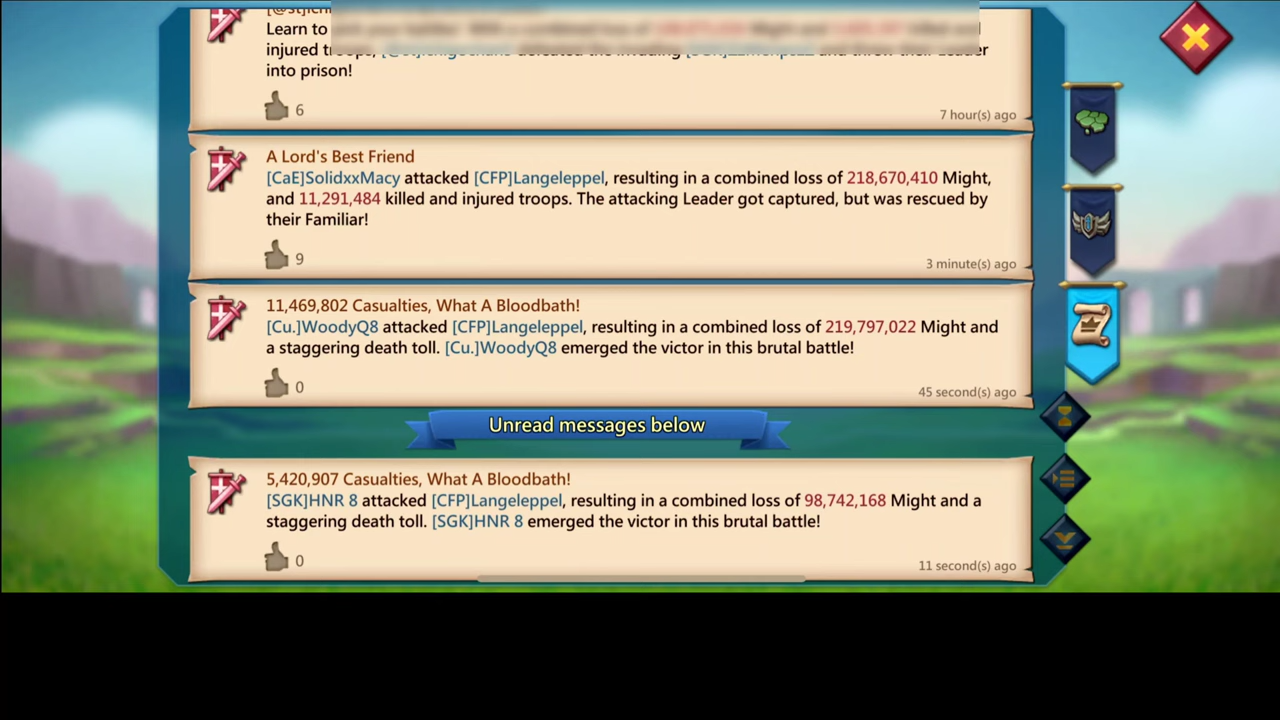 Learn to
injured
into prison!
6
7 hour(s) ago
A Lord's Best Friend
[CaE]SolidxxMacy attacked [CFP]Langeleppel, resulting in a combined loss of 218,670,410 Might,
and 11,291,484 killed and injured troops. The attacking Leader got captured, but was rescued by
their Familiar!
9
3 minute(s) ago
11,469,802 Casualties, What A Bloodbath!
[Cu.]WoodyQ8 attacked [CFP]Langeleppel, resulting in a combined loss of 219,797,022 Might and
a staggering death toll. [Cu.]WoodyQ8 emerged the victor in this brutal battle!
0
45 second(s) ago
Unread messages below
5,420,907 Casualties, What A Bloodbath!
[SGK]HNR 8 attacked [CFP]Langeleppel, resulting in a combined loss of 98,742,168 Might and a
staggering death toll. [SGK]HNR 8 emerged the victor in this brutal battle!
0
11 second(s) ago